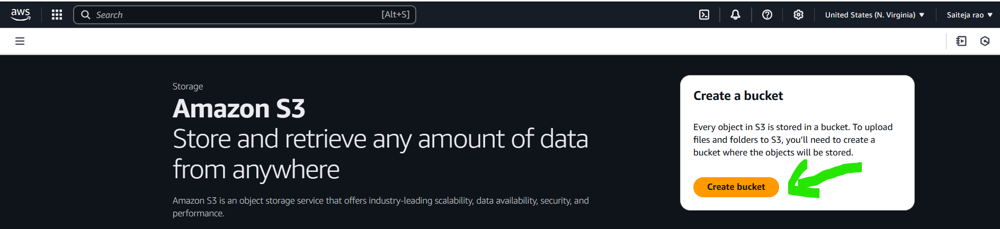 aws
Search
[Alt+S]
United States (N. Virginia)
Saiteja rao
Storage
Amazon S3
Store and retrieve any amount of data
from anywhere
Amazon S3 is an object storage service that offers industry-leading scalability, data availability, security, and
performance.
Create a bucket
Every object in S3 is stored in a bucket. To upload
files and folders to S3, you’ll need to create a
bucket where the objects will be stored.
Create bucket